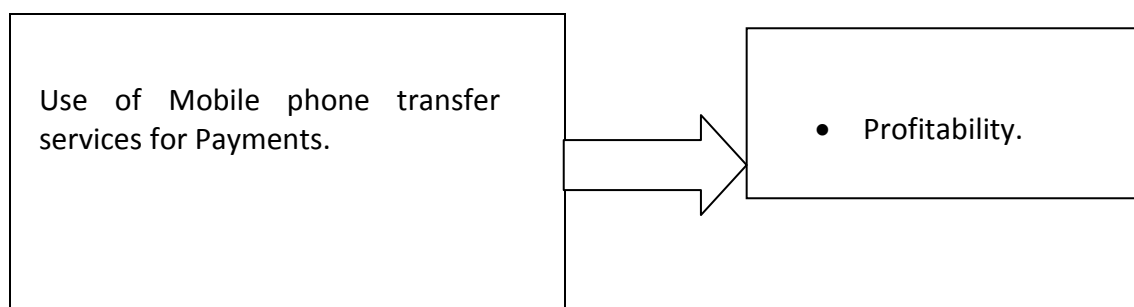 Use of Mobile phone transfer
services for Payments.
• Profitability.